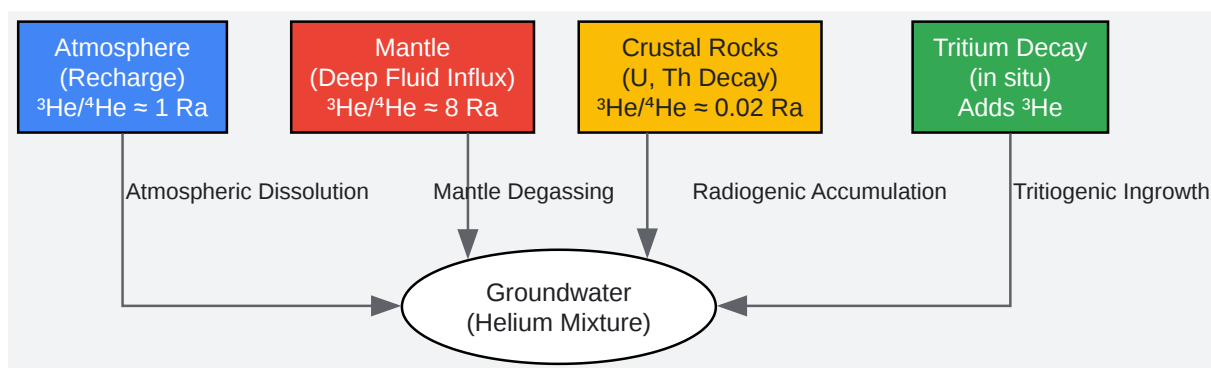 Atmosphere
(Recharge)
³He/⁴He ≈ 1 Ra
Mantle
(Deep Fluid Influx)
³He/⁴He ≈ 8 Ra
Crustal Rocks
(U, Th Decay)
³He/⁴He ≈ 0.02 Ra
Tritium Decay
(in situ)
Adds ³He
Atmospheric Dissolution
Mantle Degassing
Radiogenic Accumulation
Tritiogenic Ingrowth
Groundwater
(Helium Mixture)